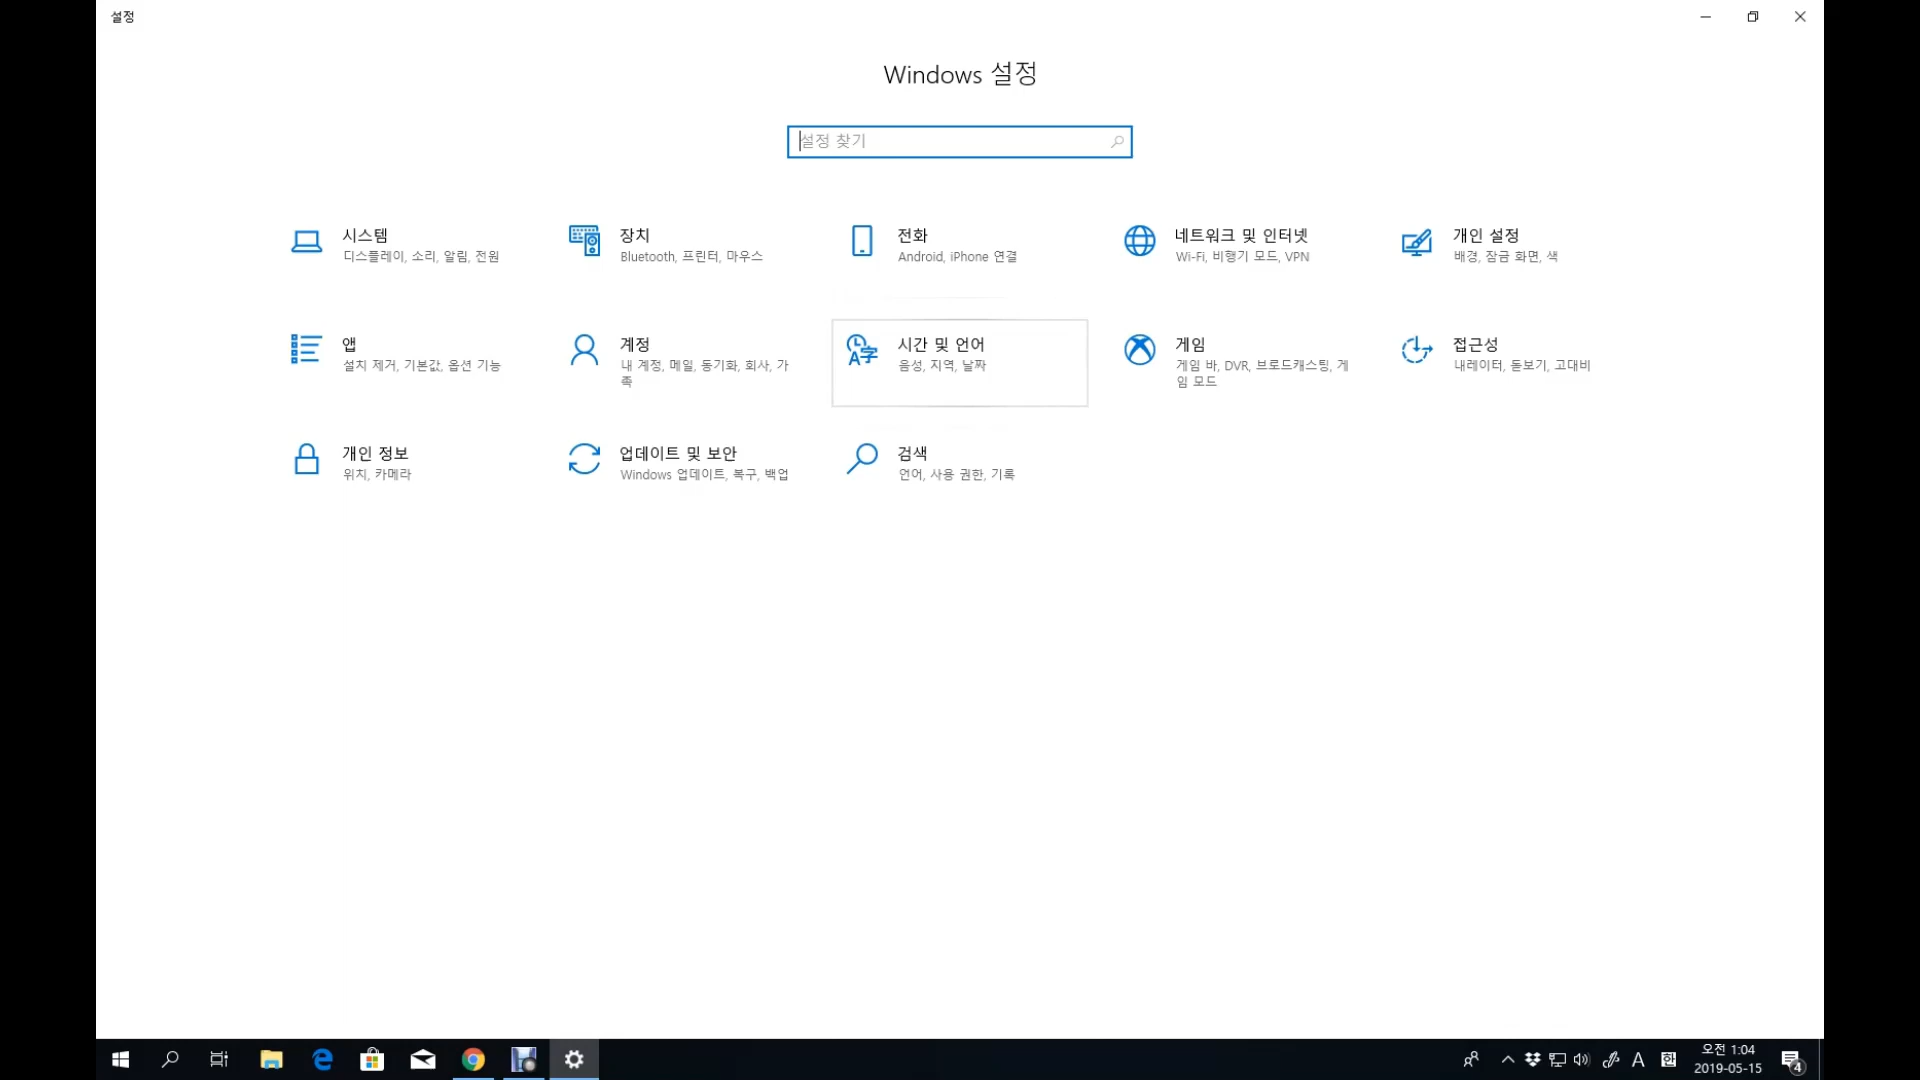 설정
Windows 설정
설정 찾기
시스템
디스플레이, 소리, 알림, 전원
장치
Bluetooth, 프린터, 마우스
전화
Android, iPhone 연결
네트워크 및 인터넷
Wi-Fi, 비행기 모드, VPN
개인 설정
배경, 잠금 화면, 색
앱
설치 제거, 기본값, 옵션 기능
계정
내 계정, 메일, 동기화, 회사, 가
족
시간 및 언어
음성, 지역, 날짜
게임
게임 바, DVR, 브로드캐스팅, 게
임 모드
접근성
내레이터, 돋보기, 고대비
개인 정보
위치, 카메라
업데이트 및 보안
Windows 업데이트, 복구, 백업
검색
언어, 사용 권한, 기록
A 한
오전 1:04
2019-05-15
4